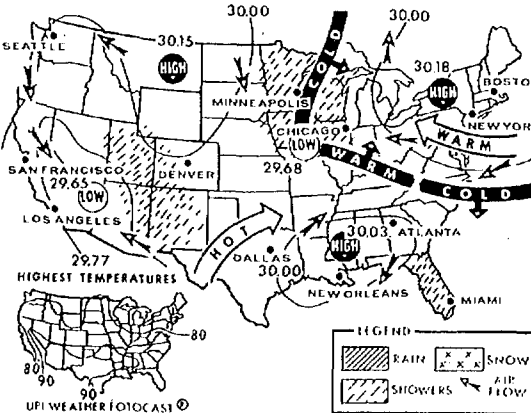 30.00
30.00
SEATTLE
30.15
HIGH
COLD
30.18
HIGH
BOSTON
MINNEAPOLIS
NEW YORK
CHICAGO
LOW
WARM
WARM
COLD
SAN FRANCISCO
DENVER
29.65
LOW
29.68
LOS ANGELES
HOT
30.03
HIGH
ATLANTA
29.77
DALLAS
30.00
HIGHEST TEMPERATURES
NEW ORLEANS
MIAMI
80
80
90
90
UPI WEATHER FOTOCAST
LEGEND
RAIN
SNOW
SHOWERS
AIR FLOW